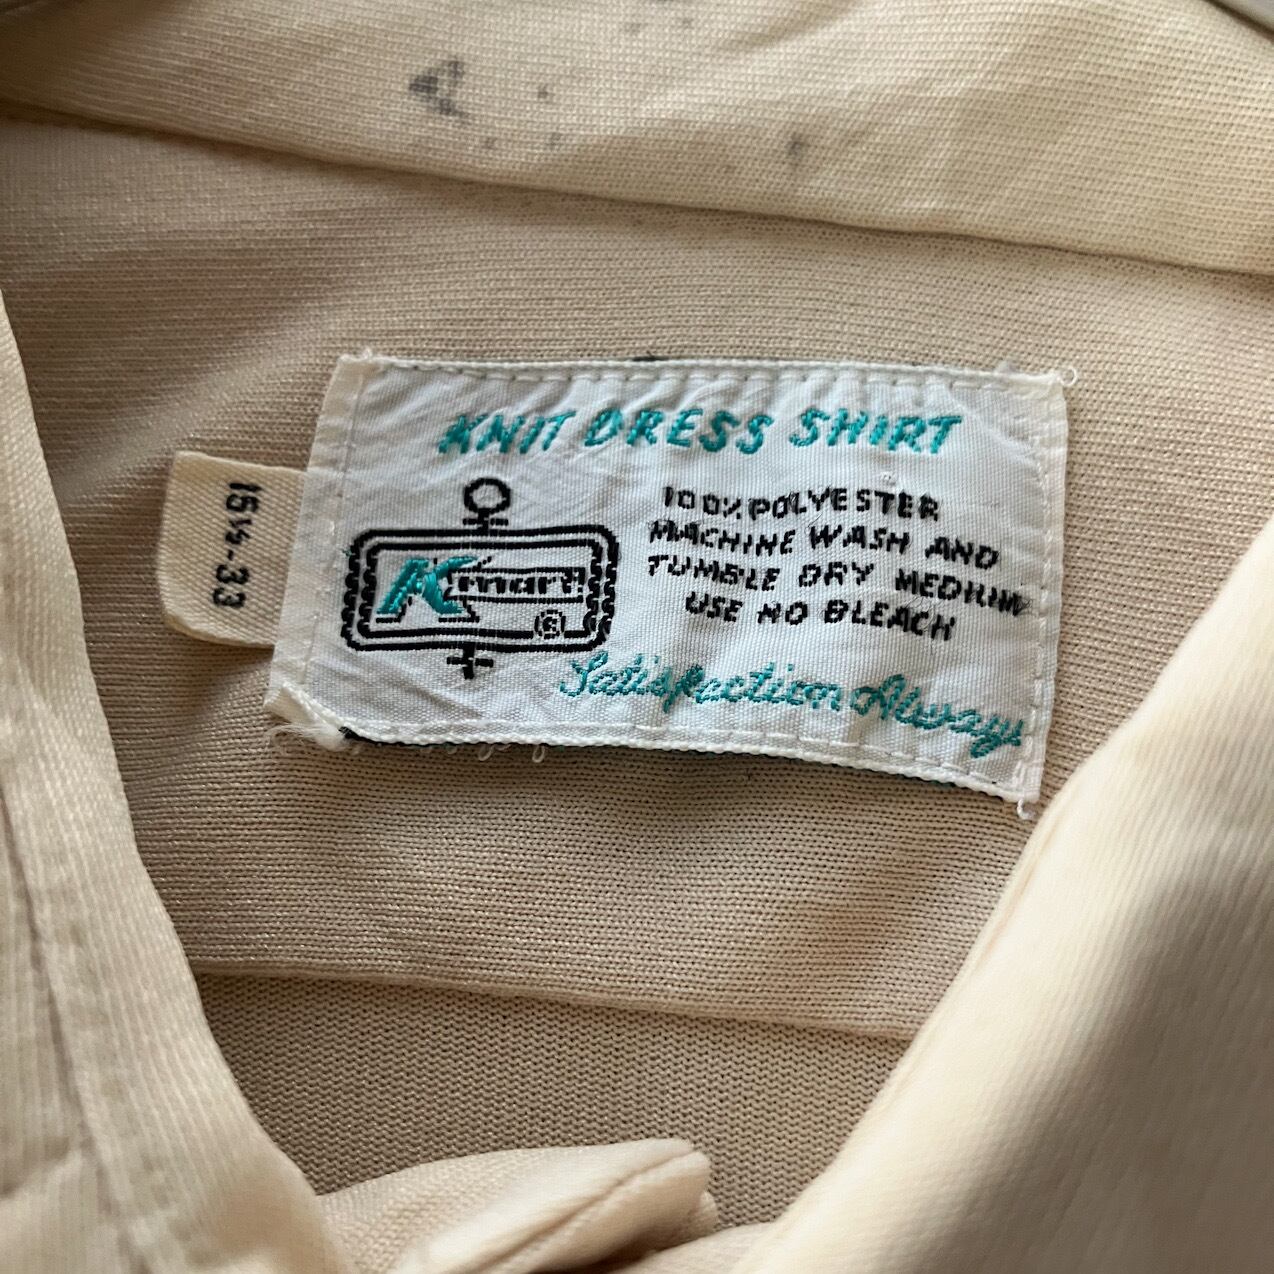 KNIT DRESS SHIRT
15½-33
Kmart
®
100% POLYESTER
MACHINE WASH AND
TUMBLE DRY MEDIUM
USE NO BLEACH
Satisfaction Always